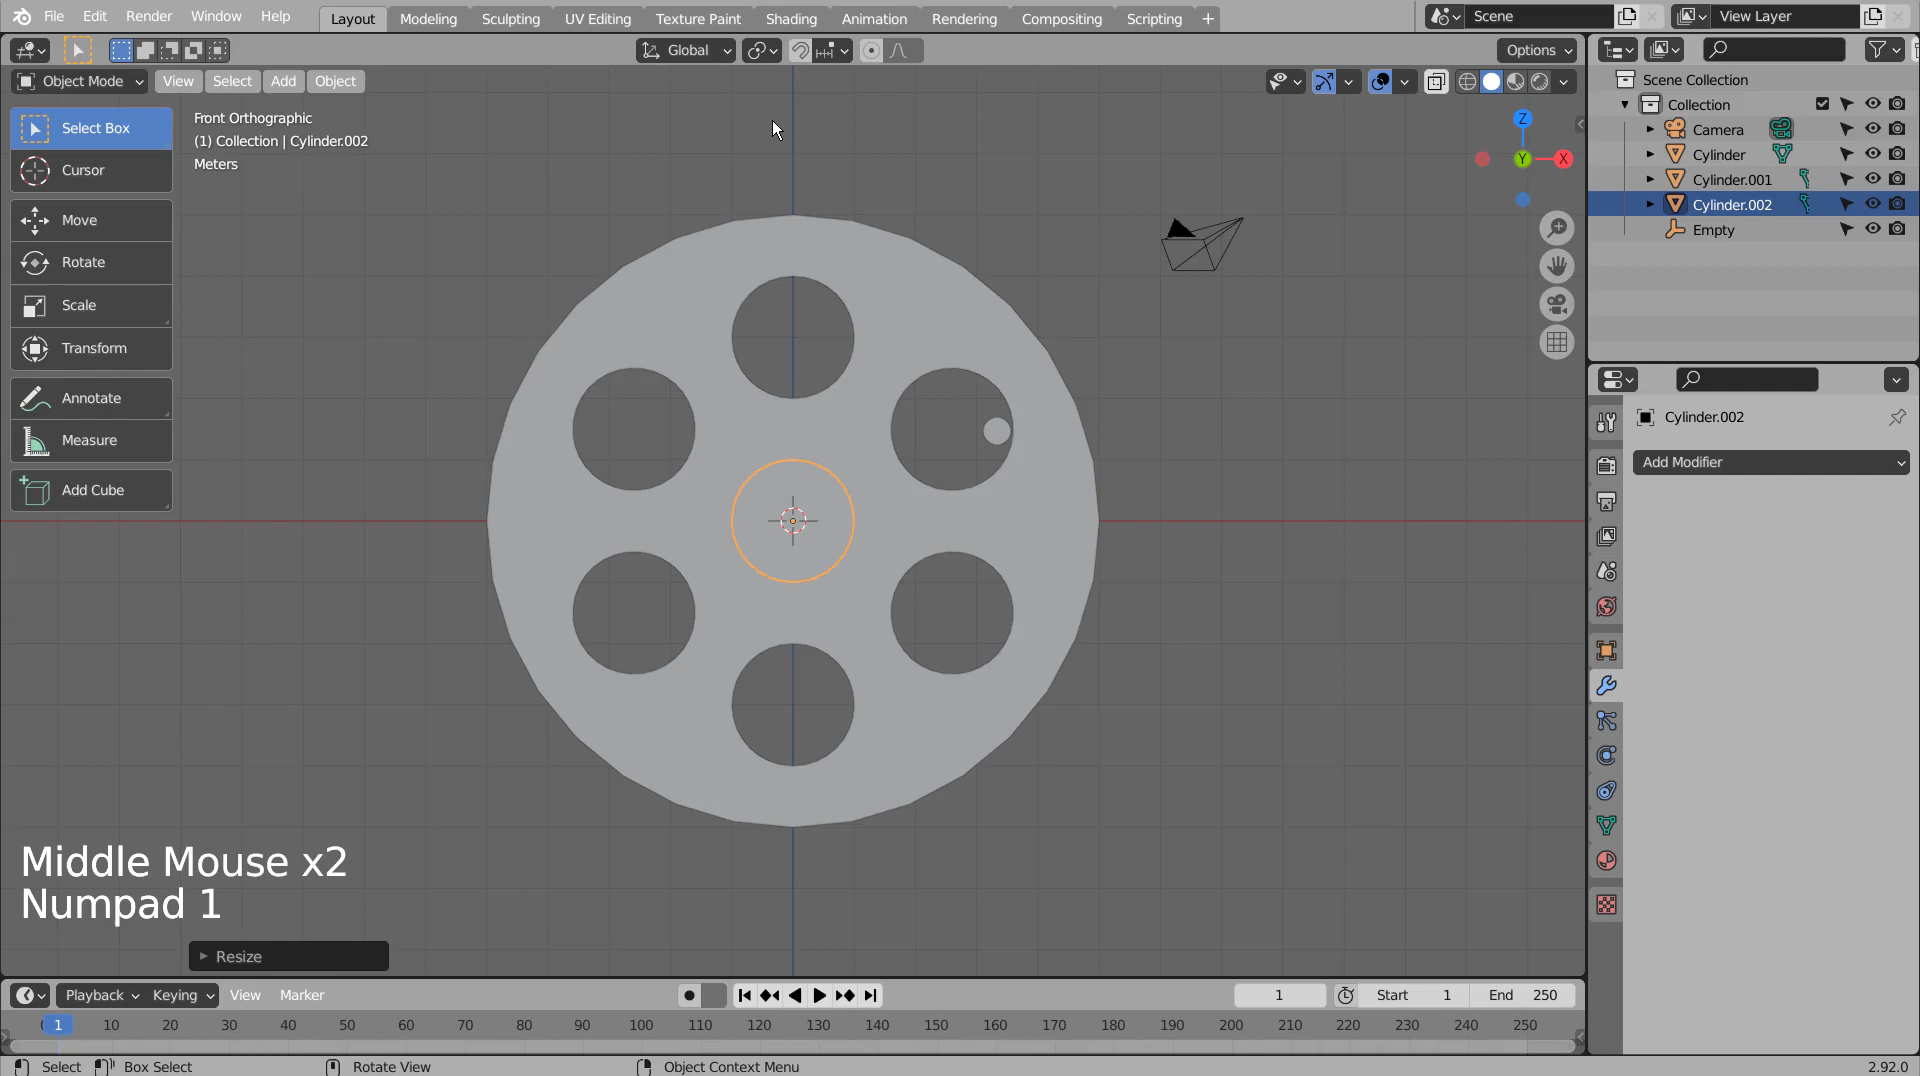 File Edit Render Window Help Layout Modeling Sculpting UV Editing Texture Paint Shading Animation Rendering Compositing Scripting + Scene View Layer
Global Options
Object Mode View Select Add Object
Scene Collection
Collection
Camera
Cylinder
Cylinder.001
Cylinder.002
Empty
Select Box
Cursor
Move
Rotate
Scale
Transform
Annotate
Measure
Add Cube
Front Orthographic
(1) Collection | Cylinder.002
Meters
Z
Y
X
Cylinder.002
Add Modifier
Middle Mouse x2
Numpad 1
Resize
Playback Keying View Marker 1 Start 1 End 250
1 10 20 30 40 50 60 70 80 90 100 110 120 130 140 150 160 170 180 190 200 210 220 230 240 250
Select Box Select Rotate View Object Context Menu 2.92.0